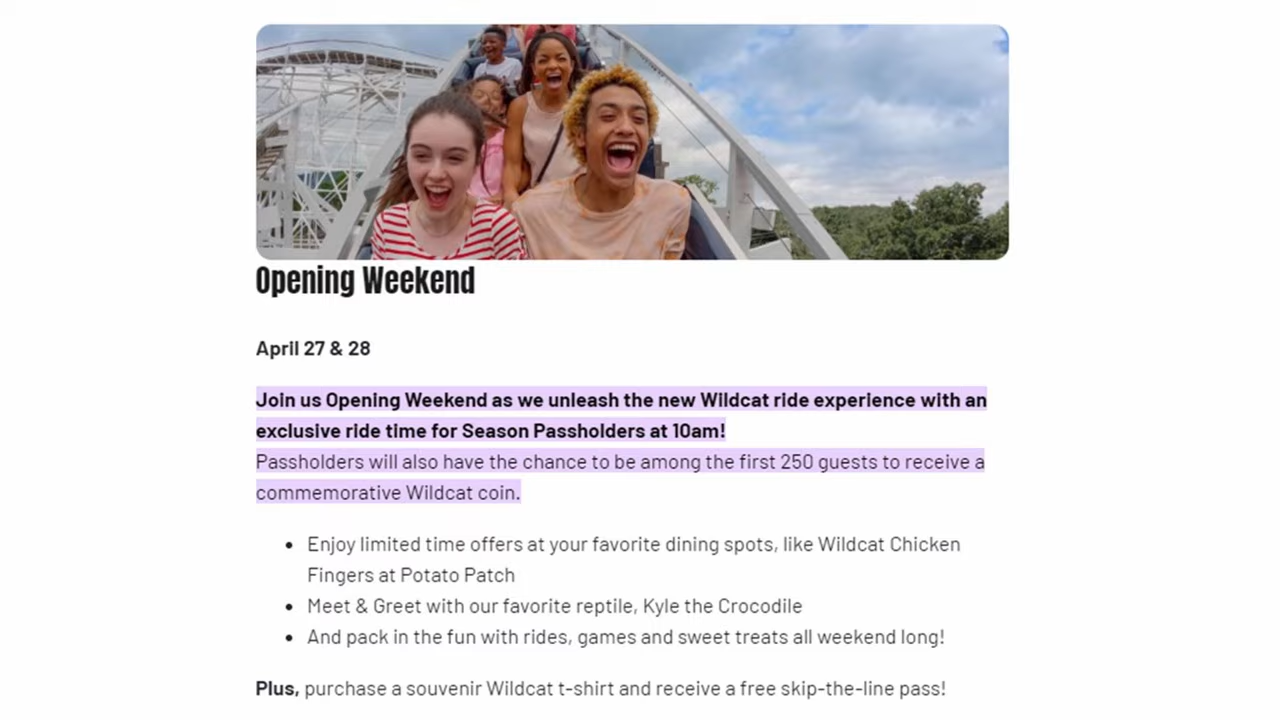 Opening Weekend
April 27 & 28
Join us Opening Weekend as we unleash the new Wildcat ride experience with an
exclusive ride time for Season Passholders at 10am!
Passholders will also have the chance to be among the first 250 guests to receive a
commemorative Wildcat coin.
• Enjoy limited time offers at your favorite dining spots, like Wildcat Chicken
Fingers at Potato Patch
• Meet & Greet with our favorite reptile, Kyle the Crocodile
• And pack in the fun with rides, games and sweet treats all weekend long!
Plus, purchase a souvenir Wildcat t-shirt and receive a free skip-the-line pass!